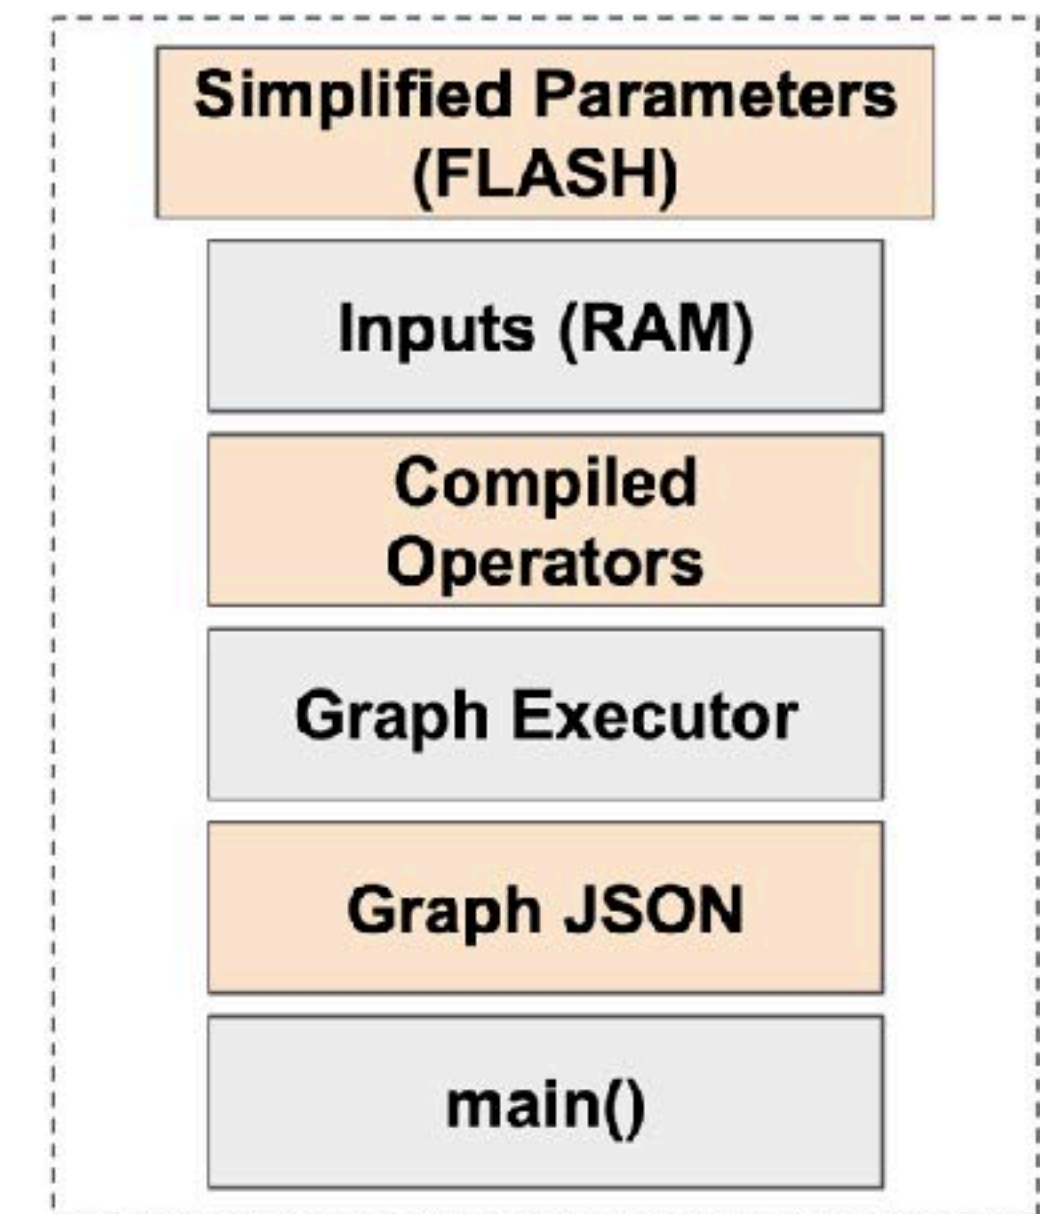 Simplified Parameters
(FLASH)
Inputs (RAM)
Compiled
Operators
Graph Executor
Graph JSON
main()